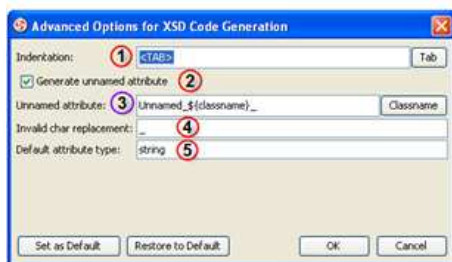 Advanced Options for XSD Code Generation
Indentation: 1 <TAB> Tab
Generate unnamed attribute 2
Unnamed attribute: 3 Unnamed_${classname}_ Classname
Invalid char replacement: _ 4
Default attribute type: string 5
Set as Default Restore to Default OK Cancel